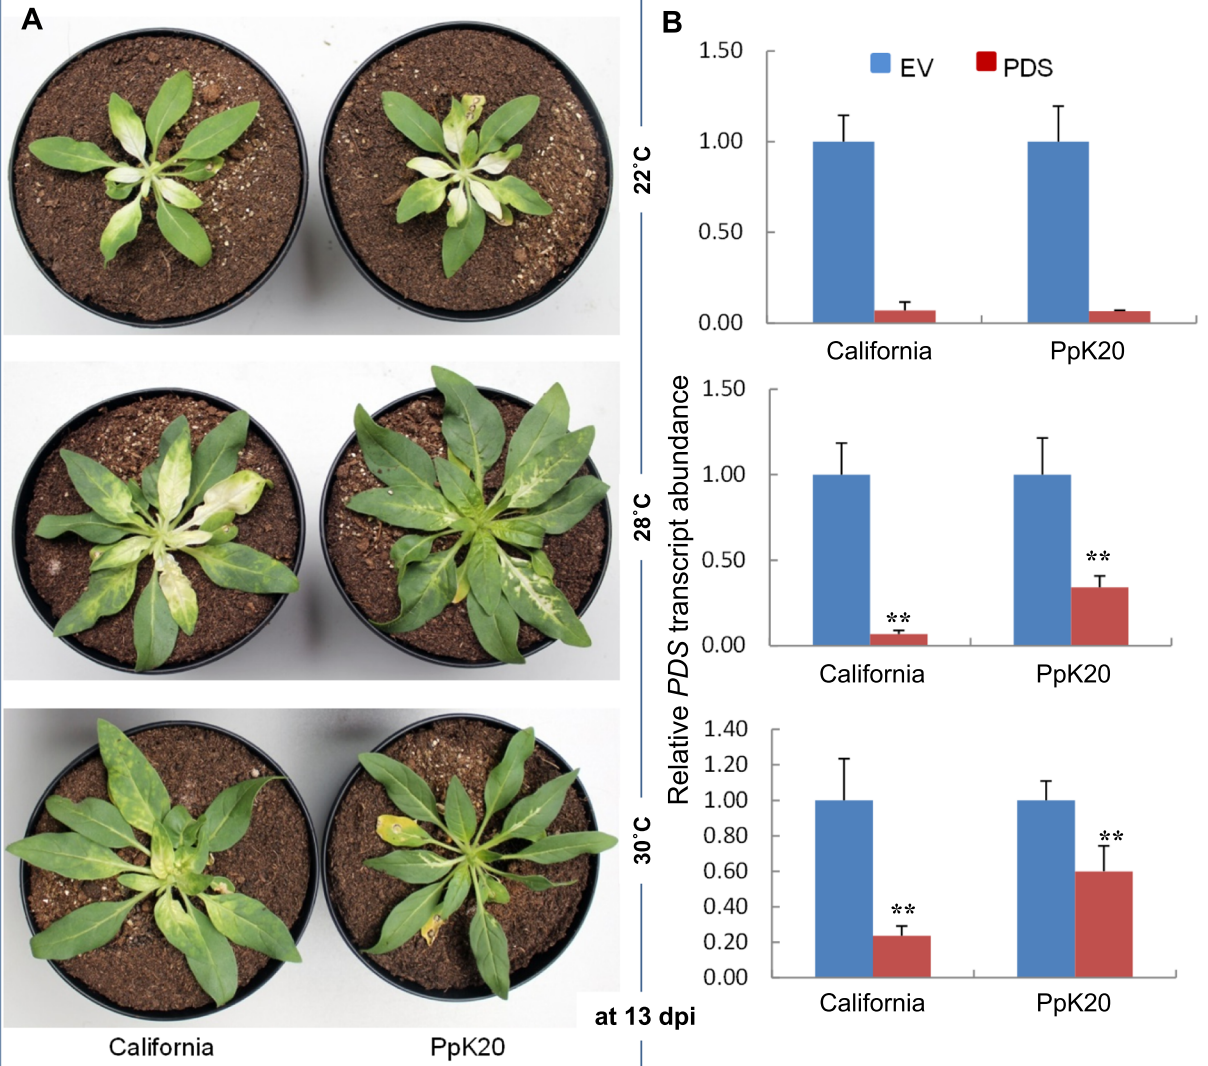 A
B
22°C
28°C
30°C
at 13 dpi
California
PpK20
Relative PDS transcript abundance
EV
PDS
1.50
1.00
0.50
0.00
California
PpK20
1.50
1.00
0.50
0.00
**
**
California
PpK20
1.40
1.20
1.00
0.80
0.60
0.40
0.20
0.00
**
**
California
PpK20